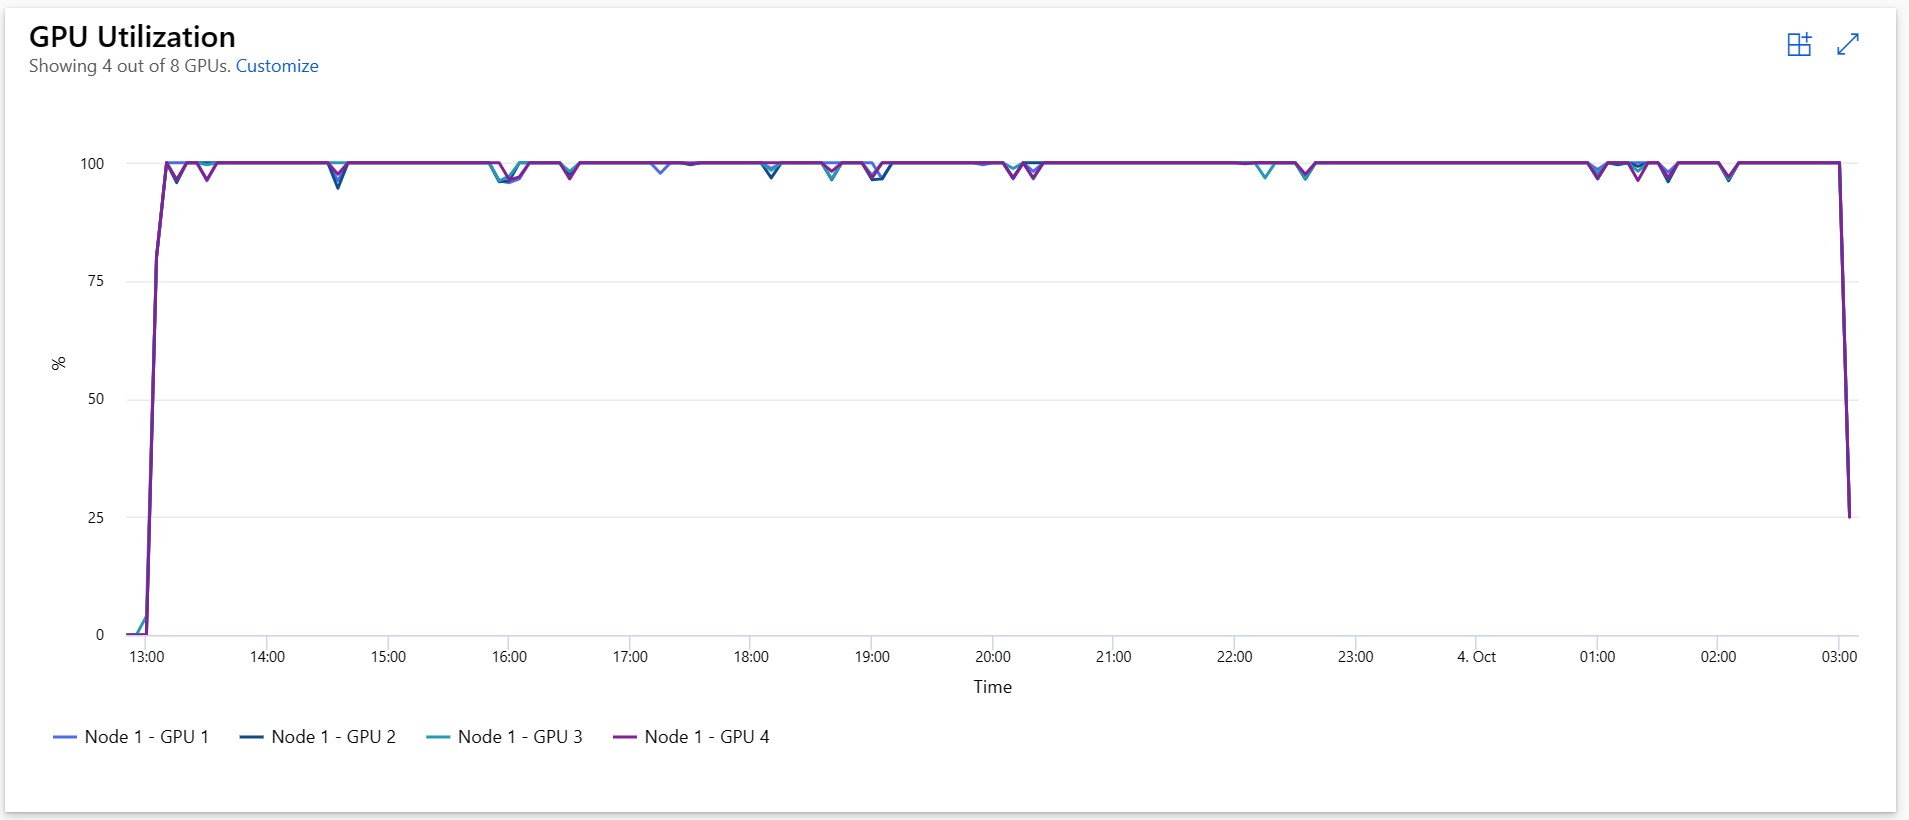 GPU Utilization
Showing 4 out of 8 GPUs. Customize
100
75
50
25
0
%
13:00 14:00 15:00 16:00 17:00 18:00 19:00 20:00 21:00 22:00 23:00 4. Oct 01:00 02:00 03:00
Time
Node 1 - GPU 1 Node 1 - GPU 2 Node 1 - GPU 3 Node 1 - GPU 4